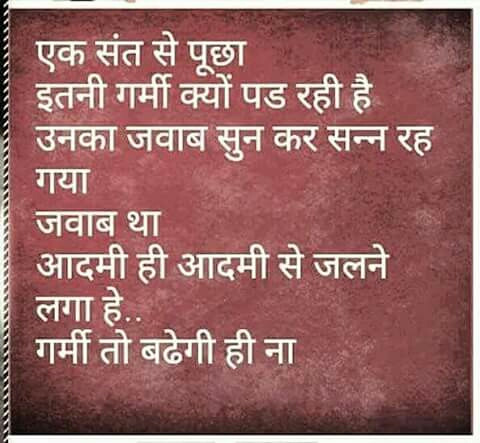 एक संत से पूछा
इतनी गर्मी क्यों पड रही है
उनका जवाब सुन कर सन्न रह
गया
जवाब था
आदमी ही आदमी से जलने
लगा हे..
गर्मी तो बढेगी ही ना